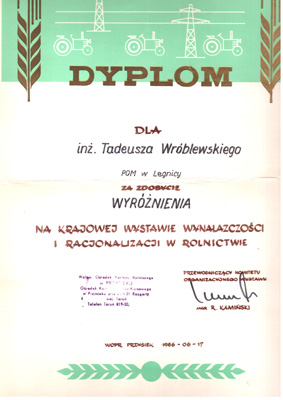 DYPLOM
DLA
inż. Tadeusza Wróblewskiego
POM w Legnicy
ZA ZDOBYCIE
WYRÓŻNIENIA
NA KRAJOWEJ WYSTAWIE WYNALAZCZOŚCI
I RACJONALIZACJI W ROLNICTWIE
PRZEWODNICZĄCY KOMITETU
ORGANIZACYJNEGO WYSTAWY
MGR. R. KAMIŃSKI
WOPR PRZYSIEK, 1986-06-17